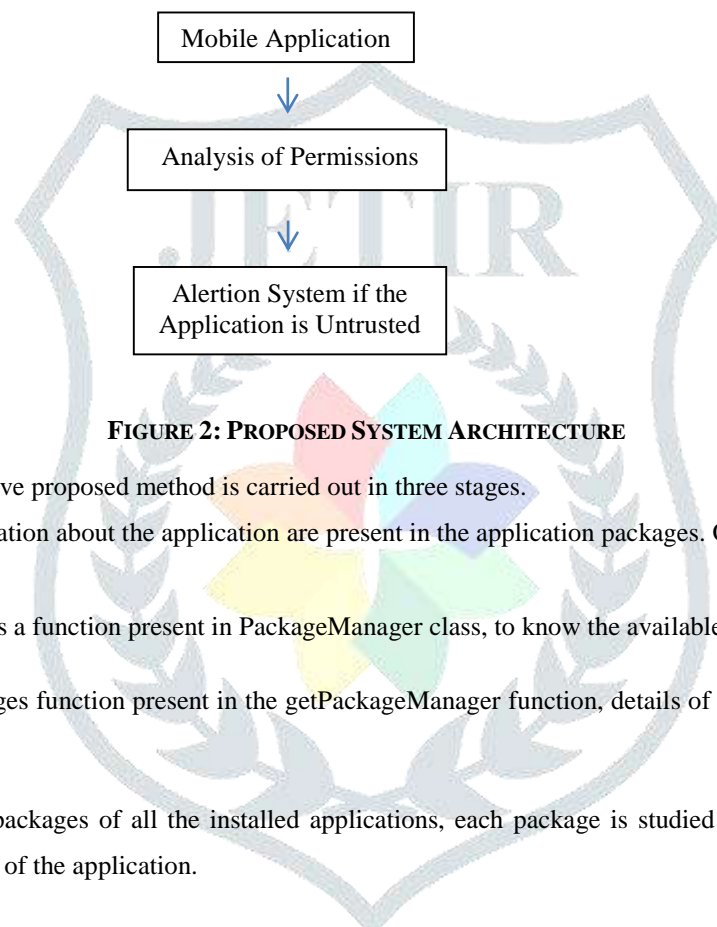 Mobile Application
Analysis of Permissions
JETIR
Alertion System if the
Application is Untrusted
FIGURE 2: PROPOSED SYSTEM ARCHITECTURE
ve proposed method is carried out in three stages.
ation about the application are present in the application packages.
s a function present in PackageManager class, to know the available
ges function present in the getPackageManager function, details of
packages of all the installed applications, each package is studied
of the application.